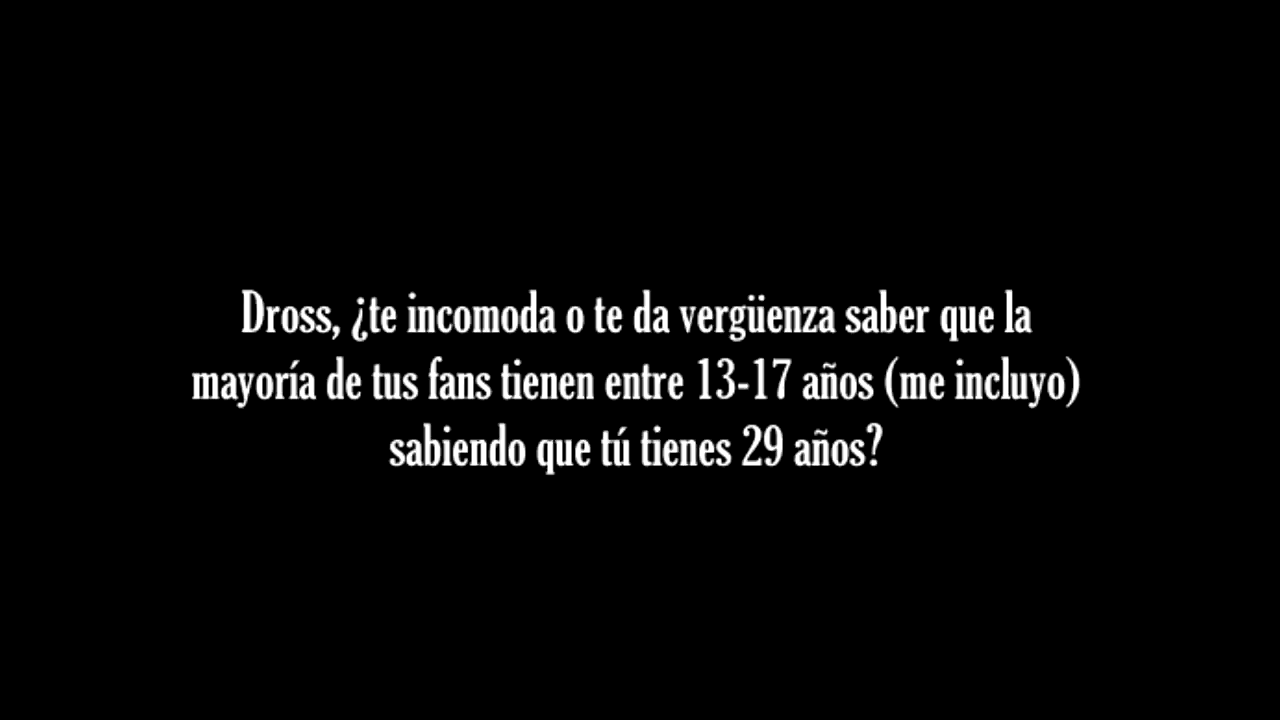 Dross, ¿te incomoda o te da vergüenza saber que la
mayoría de tus fans tienen entre 13-17 años (me incluyo)
sabiendo que tú tienes 29 años?